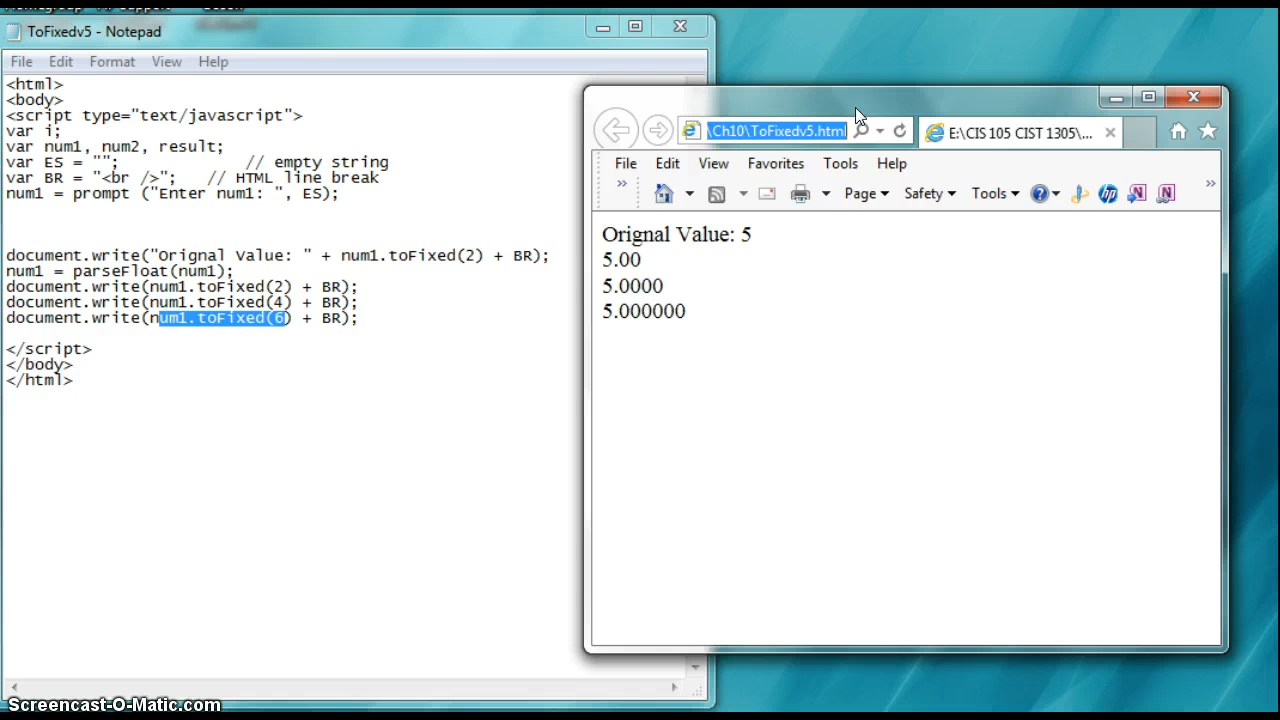 ToFixedv5 - Notepad
File Edit Format View Help
<html>
<body>
<script type="text/javascript">
var i;
var num1, num2, result;
var ES = "";              // empty string
var BR = "<br />";   // HTML line break
num1 = prompt ("Enter num1: ", ES);
document.write("Orignal Value: " + num1.toFixed(2) + BR);
num1 = parseFloat(num1);
document.write(num1.toFixed(2) + BR);
document.write(num1.toFixed(4) + BR);
document.write(num1.toFixed(6) + BR);
</script>
</body>
</html>
\Ch10\ToFixedv5.html
E:\CIS 105 CIST 1305\...
File Edit View Favorites Tools Help
» Page Safety Tools »
Orignal Value: 5
5.00
5.0000
5.000000
Screencast-O-Matic.com